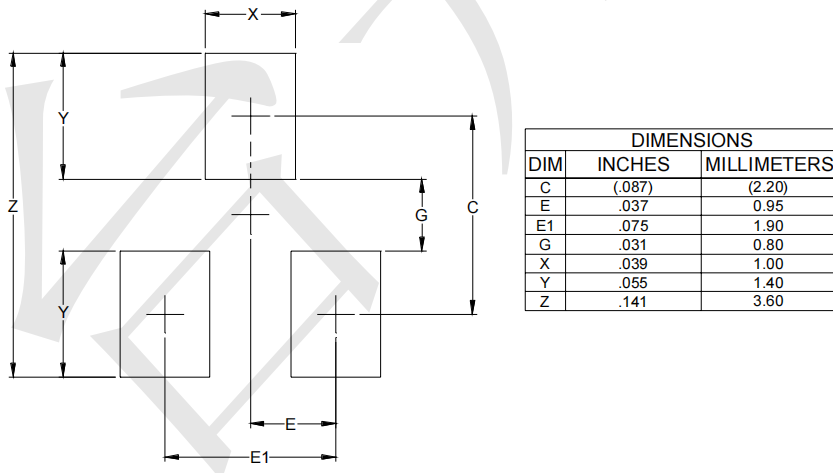 X
Y
Z
G
C
Y
E
E1
DIMENSIONS
DIM INCHES MILLIMETERS
C (.087) (2.20)
E .037 0.95
E1 .075 1.90
G .031 0.80
X .039 1.00
Y .055 1.40
Z .141 3.60